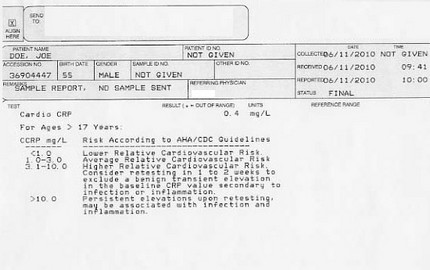 X
ALIGN
HERE
SEND
TO:
PATIENT NAME
DOE, JOE
PATIENT ID NO.
NOT GIVEN
DATE TIME
COLLECTED 06/11/2010 NOT GIVEN
ACCESSION NO. BIRTH DATE GENDER SAMPLE ID NO. OTHER ID NO.
36904447 55 MALE NOT GIVEN
RECEIVED 06/11/2010 09:41
REMARKS
SAMPLE REPORT, NO SAMPLE SENT
REFERRING PHYSICIAN
REPORTED 06/11/2010 10:00
STATUS FINAL
TEST RESULT ( + OUT OF RANGE) UNITS REFERENCE RANGE
Cardio CRP 0.4 mg/L
For Ages > 17 Years:
CCRP mg/L Risk According to AHA/CDC Guidelines
<1.0 Lower Relative Cardiovascular Risk.
1.0-3.0 Average Relative Cardiovascular Risk
3.1-10.0 Higher Relative Cardiovascular Risk.
Consider retesting in 1 to 2 weeks to
exclude a benign transient elevation
in the baseline CRP value secondary to
infection or inflammation.
>10.0 Persistent elevations upon retesting,
may be associated with infection and
inflammation.